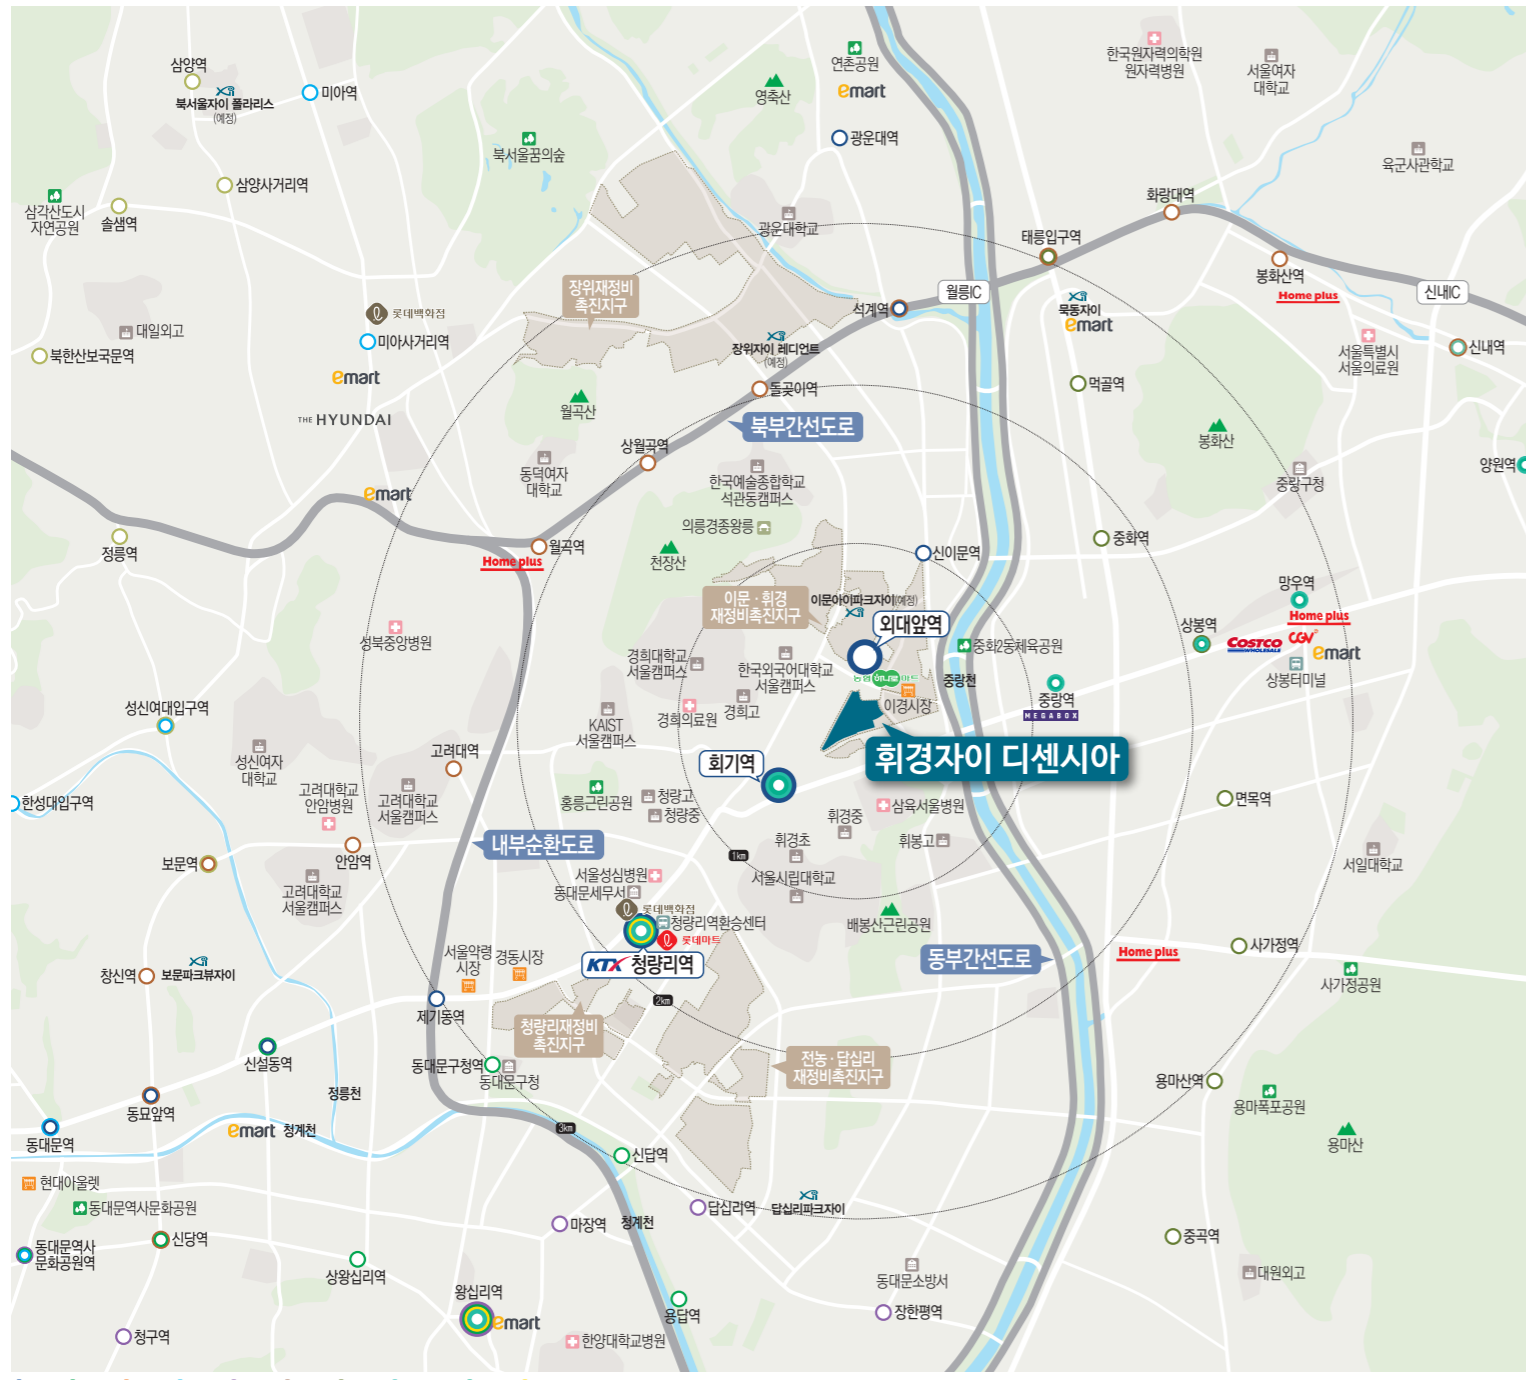 삼양역
북서울자이 폴라리스
(예정)
미아역
연촌공원
emart
영축산
광운대역
한국원자력의학원
원자력병원
서울여자
대학교
육군사관학교
북서울꿈의숲
삼양사거리역
삼각산도시
자연공원
솔샘역
화랑대역
광운대학교
태릉입구역
봉화산역
Home plus
장위재정비
촉진지구
월릉IC
신내IC
석계역
묵동자이
emart
롯데백화점
대일외고
미아사거리역
북한산보국문역
장위자이 레디언트
(예정)
서울특별시
서울의료원
신내역
emart
돌곶이역
먹골역
THE HYUNDAI
월곡산
북부간선도로
봉화산
상월곡역
동덕여자
대학교
한국예술종합학교
석관동캠퍼스
양원역
중랑구청
emart
의릉경종왕릉
정릉역
월곡역
Home plus
천장산
신이문역
중화역
이문·휘경
재정비촉진지구
이문아이파크자이(예정)
외대앞역
망우역
Home plus
상봉역
COSTCO
WHOLESALE
CGV
emart
상봉터미널
성북중앙병원
경희대학교
서울캠퍼스
한국외국어대학교
서울캠퍼스
중화2동체육공원
농협 하나로마트
중랑천
이경시장
중랑역
MEGABOX
성신여대입구역
KAIST
서울캠퍼스
경희의료원
경희고
휘경자이 디센시아
성신여자
대학교
고려대역
회기역
한성대입구역
고려대학교
안암병원
고려대학교
서울캠퍼스
홍릉근린공원
청량고
청량중
삼육서울병원
면목역
휘경중
휘경초
휘봉고
내부순환도로
보문역
안암역
1km
서일대학교
고려대학교
서울캠퍼스
서울성심병원
동대문세무서
서울시립대학교
롯데백화점
청량리역환승센터
롯데마트
배봉산근린공원
사가정역
Home plus
동부간선도로
서울약령
시장
경동시장
KTX 청량리역
창신역
보문파크뷰자이
사가정공원
2km
제기동역
청량리재정비
촉진지구
전농·답십리
재정비촉진지구
신설동역
동대문구청역
동대문구청
용마산역
용마폭포공원
정릉천
동묘앞역
emart
청계천
3km
동대문역
용마산
신답역
현대아울렛
동대문역사문화공원
답십리역
답십리파크자이
마장역
청계천
신당역
중곡역
동대문역사
문화공원역
상왕십리역
동대문소방서
대원외고
왕십리역
emart
용답역
장한평역
청구역
한양대학교병원